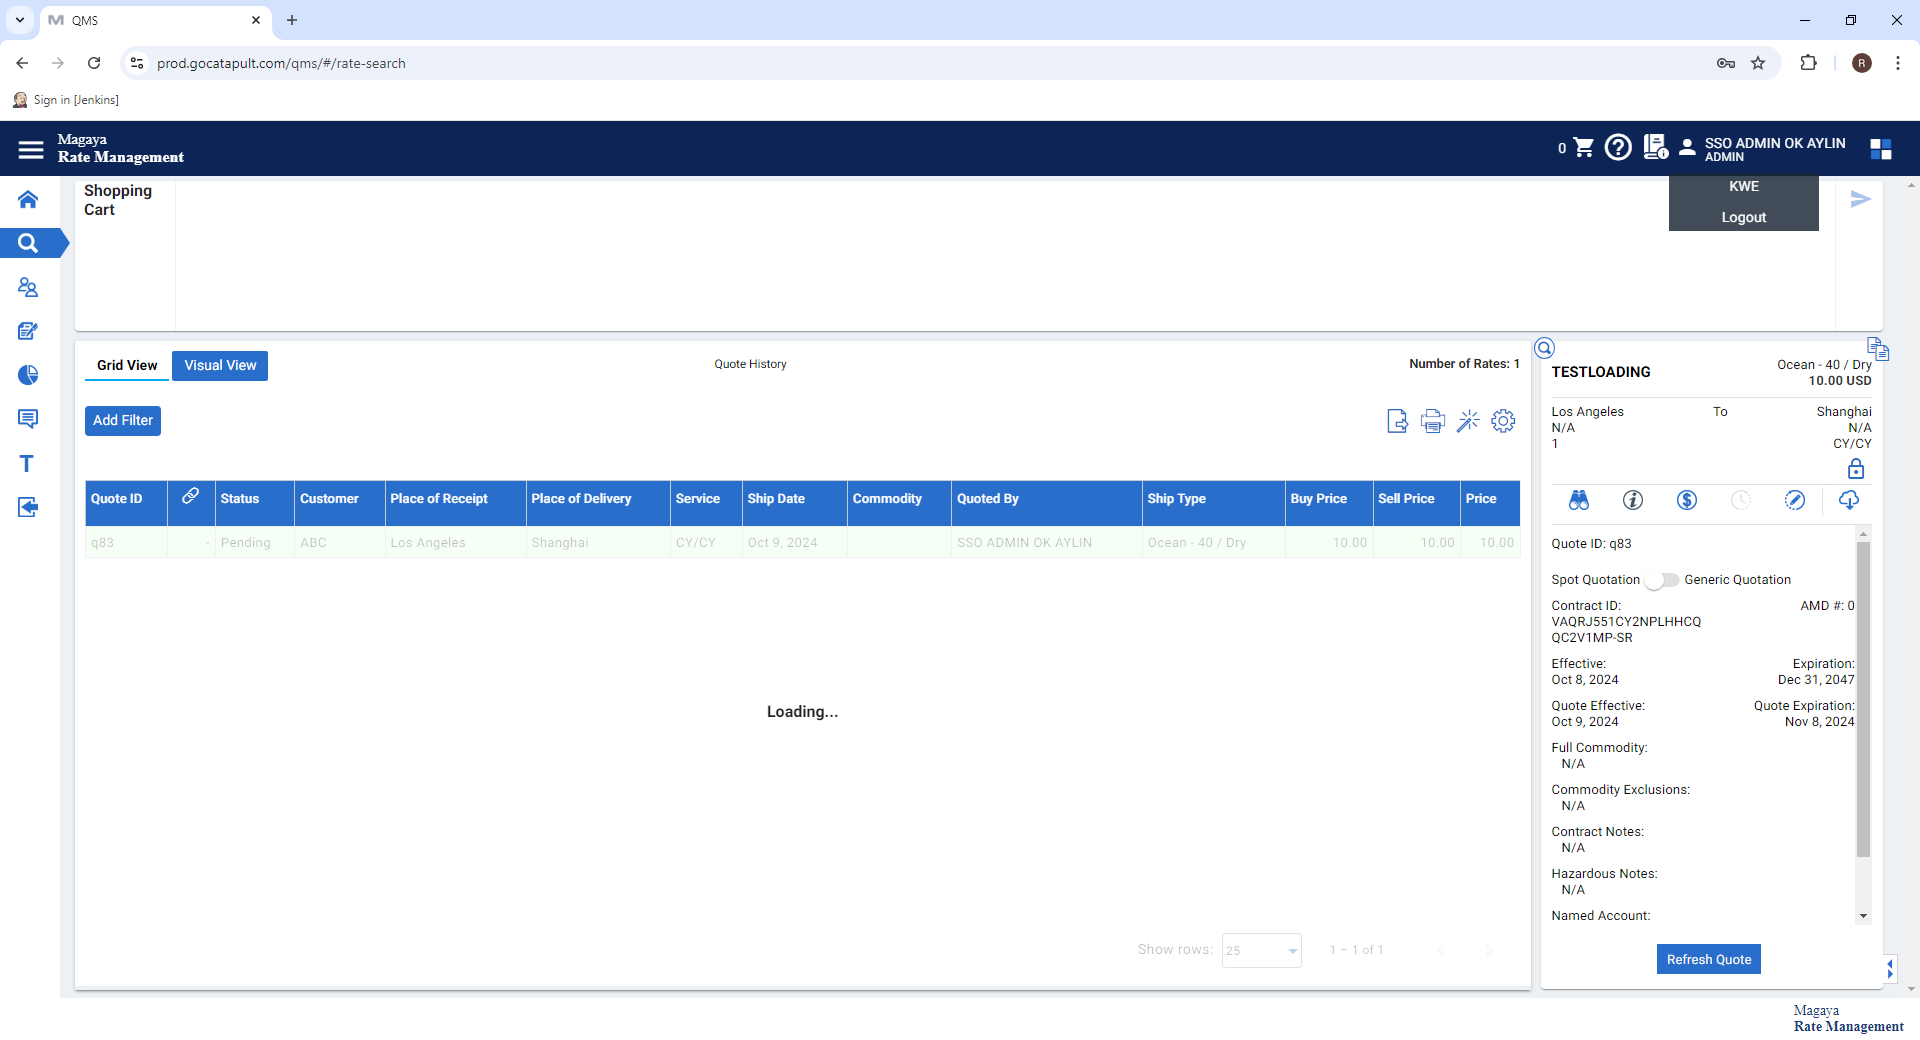 QMS
prod.gocatapult.com/qms/#/rate-search
R
Sign in [Jenkins]
Magaya
Rate Management
0
SSO ADMIN OK AYLIN
ADMIN
KWE
Logout
Shopping
Cart
Grid View
Visual View
Quote History
Number of Rates: 1
Add Filter
Quote ID Status Customer Place of Receipt Place of Delivery Service Ship Date Commodity Quoted By Ship Type Buy Price Sell Price Price
q83 - Pending ABC Los Angeles Shanghai CY/CY Oct 9, 2024 SSO ADMIN OK AYLIN Ocean - 40 / Dry 10.00 10.00 10.00
Loading...
Show rows: 25 1 – 1 of 1
TESTLOADING
Ocean - 40 / Dry
10.00 USD
Los Angeles To Shanghai
N/A N/A
1 CY/CY
Quote ID: q83
Spot Quotation Generic Quotation
Contract ID: AMD #: 0
VAQRJ551CY2NPLHHCQ
QC2V1MP-SR
Effective: Expiration:
Oct 8, 2024 Dec 31, 2047
Quote Effective: Quote Expiration:
Oct 9, 2024 Nov 8, 2024
Full Commodity:
N/A
Commodity Exclusions:
N/A
Contract Notes:
N/A
Hazardous Notes:
N/A
Named Account:
Refresh Quote
Magaya
Rate Management